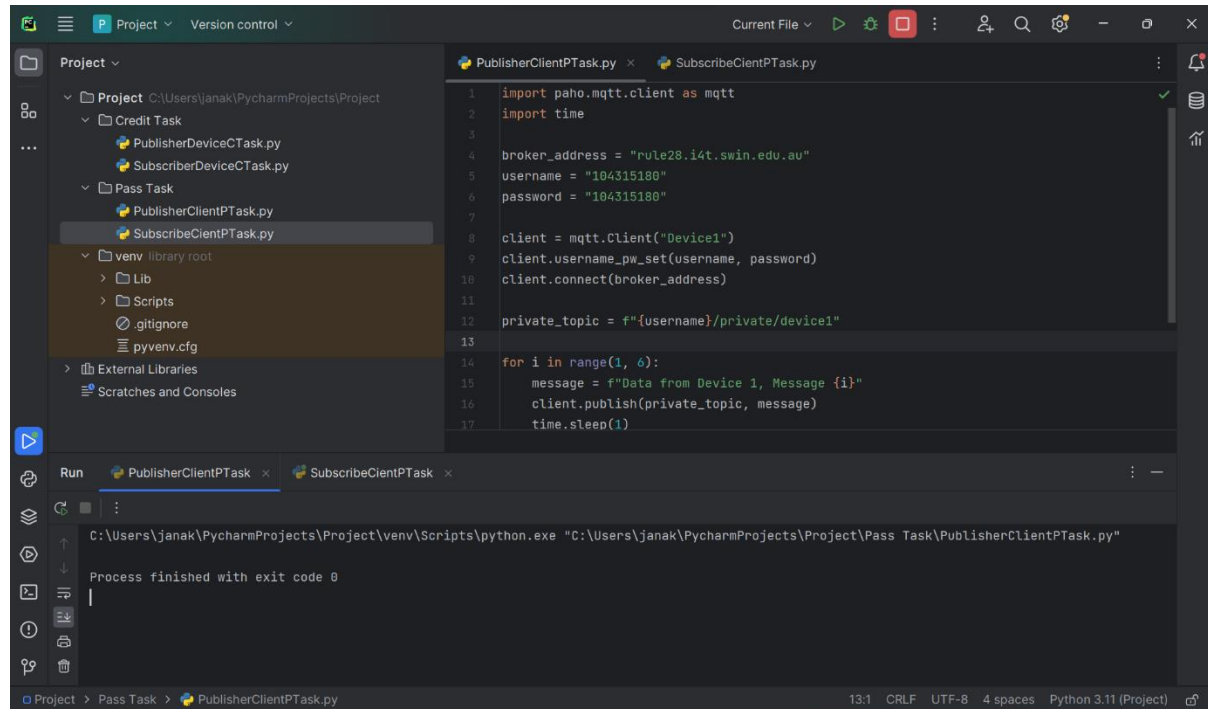 P Project Version control
Current File
Project
Project C:\Users\janak\PycharmProjects\Project
Credit Task
PublisherDeviceCTask.py
SubscriberDeviceCTask.py
Pass Task
PublisherClientPTask.py
SubscribeCientPTask.py
venv library root
Lib
Scripts
.gitignore
pyvenv.cfg
External Libraries
Scratches and Consoles
PublisherClientPTask.py SubscribeCientPTask.py
1 import paho.mqtt.client as mqtt
2 import time
3
4 broker_address = "rule28.i4t.swin.edu.au"
5 username = "104315180"
6 password = "104315180"
7
8 client = mqtt.Client("Device1")
9 client.username_pw_set(username, password)
10 client.connect(broker_address)
11
12 private_topic = f"{username}/private/device1"
13
14 for i in range(1, 6):
15 message = f"Data from Device 1, Message {i}"
16 client.publish(private_topic, message)
17 time.sleep(1)
Run PublisherClientPTask SubscribeCientPTask
C:\Users\janak\PycharmProjects\Project\venv\Scripts\python.exe "C:\Users\janak\PycharmProjects\Project\Pass Task\PublisherClientPTask.py"
Process finished with exit code 0
Project > Pass Task > PublisherClientPTask.py 13:1 CRLF UTF-8 4 spaces Python 3.11 (Project)